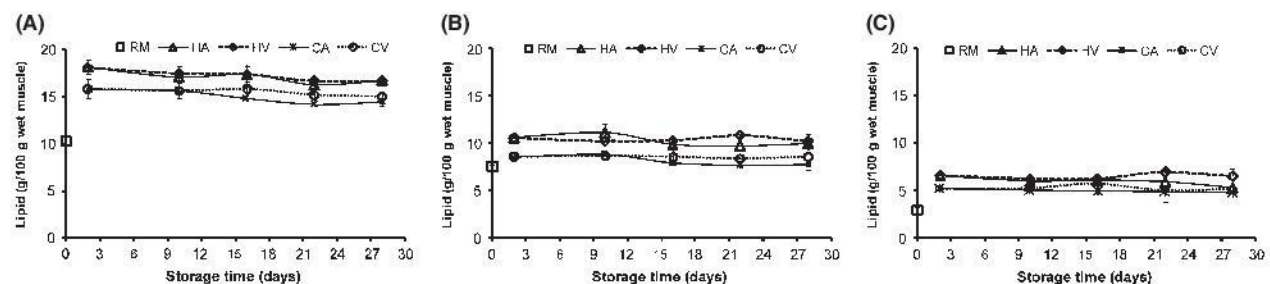 (A)
RM HA HV CA CV
20
15
10
5
0
Lipid (g/100 g wet muscle)
0 3 6 9 12 15 18 21 24 27 30
Storage time (days)
(B)
RM HA HV CA CV
20
15
10
5
0
Lipid (g/100 g wet muscle)
0 3 6 9 12 15 18 21 24 27 30
Storage time (days)
(C)
RM HA HV CA CV
20
15
10
5
0
Lipid (g/100 g wet muscle)
0 3 6 9 12 15 18 21 24 27 30
Storage time (days)